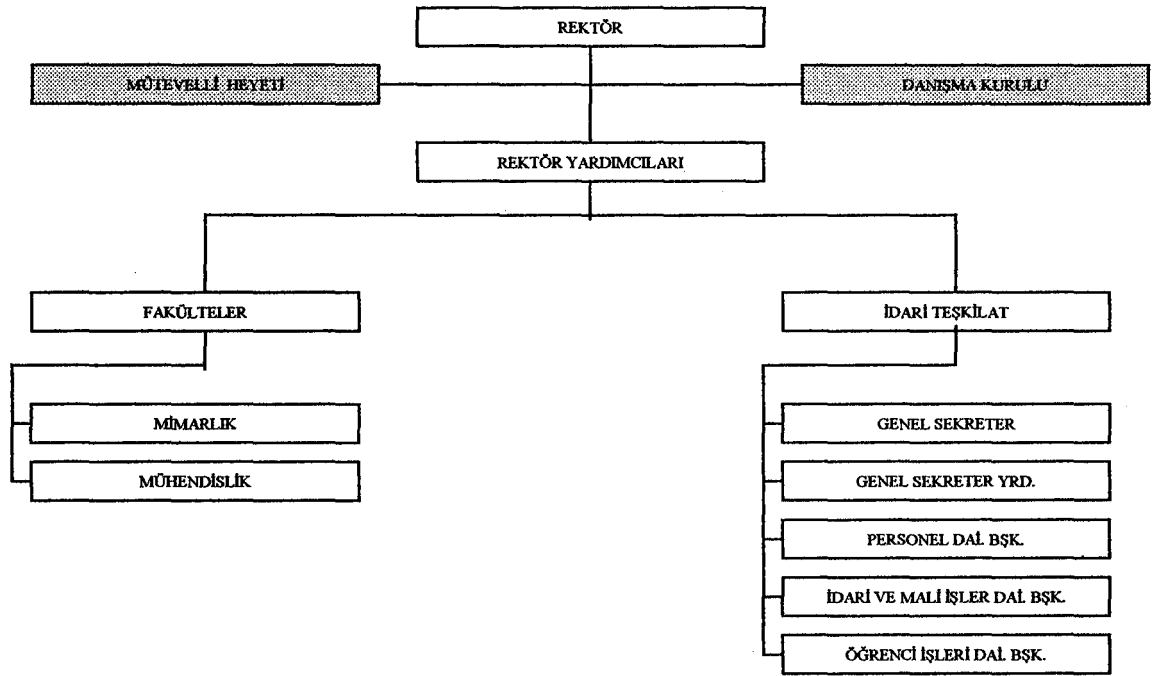 REKTÖR
MÜTEVELLİ HEYETİ
DANIŞMA KURULU
REKTÖR YARDIMCILARI
FAKÜLTELER
İDARİ TEŞKİLAT
MİMARLIK
MÜHENDİSLİK
GENEL SEKRETER
GENEL SEKRETER YRD.
PERSONEL DAİ. BŞK.
İDARİ VE MALİ İŞLER DAİ. BŞK.
ÖĞRENCİ İŞLERİ DAİ. BŞK.